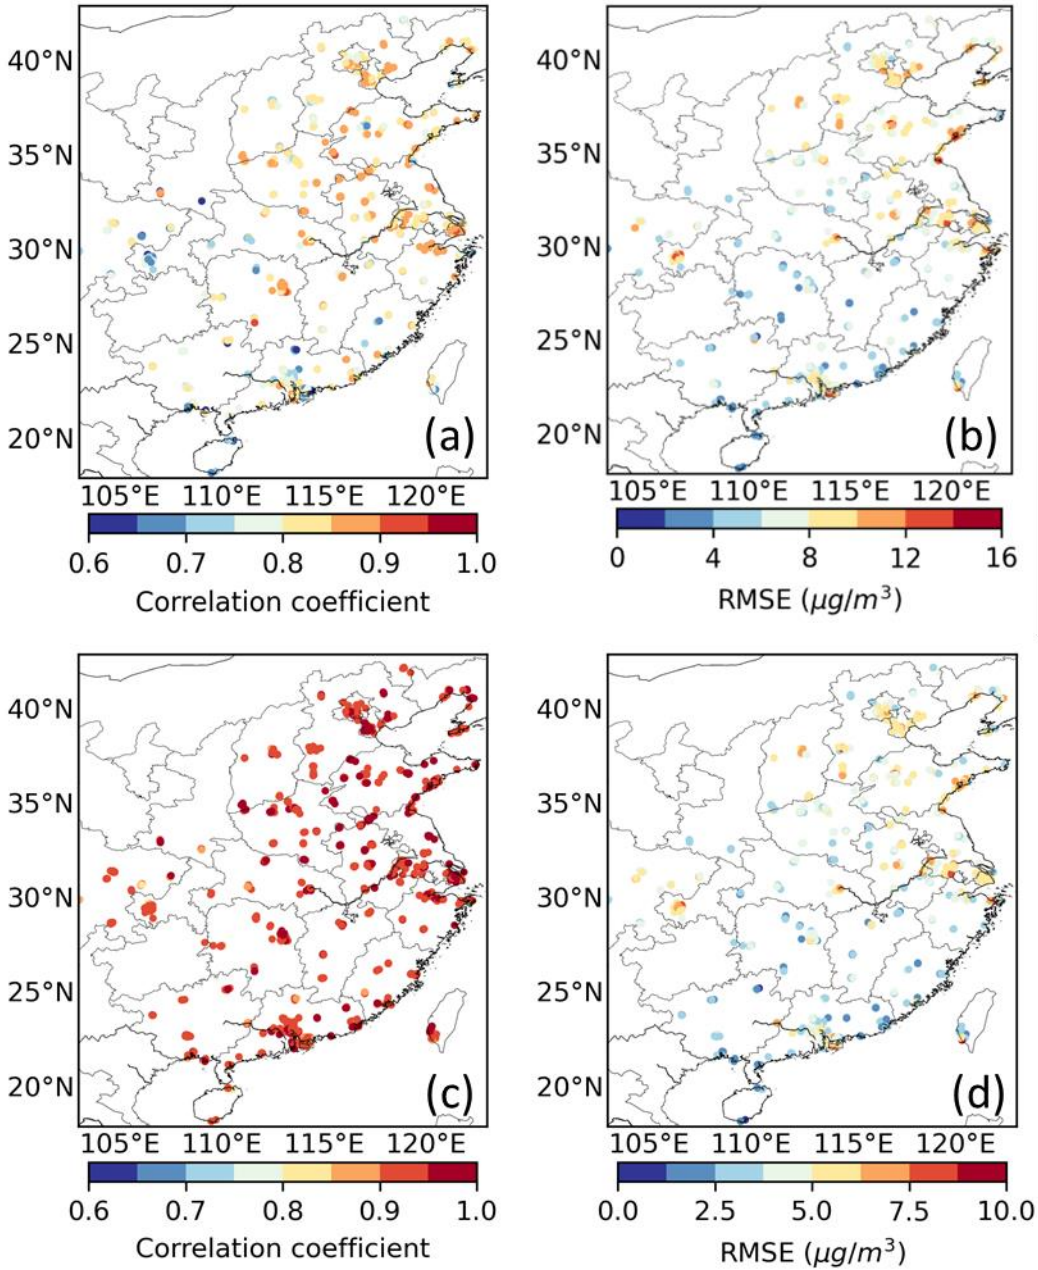 40°N 40°N
35°N 35°N
30°N 30°N
25°N 25°N
20°N (a) 20°N (b)
105°E 110°E 115°E 120°E 105°E 110°E 115°E 120°E
0.6 0.7 0.8 0.9 1.0 0 4 8 12 16
Correlation coefficient RMSE (μg/m³)
40°N 40°N
35°N 35°N
30°N 30°N
25°N 25°N
20°N (c) 20°N (d)
105°E 110°E 115°E 120°E 105°E 110°E 115°E 120°E
0.6 0.7 0.8 0.9 1.0 0.0 2.5 5.0 7.5 10.0
Correlation coefficient RMSE (μg/m³)